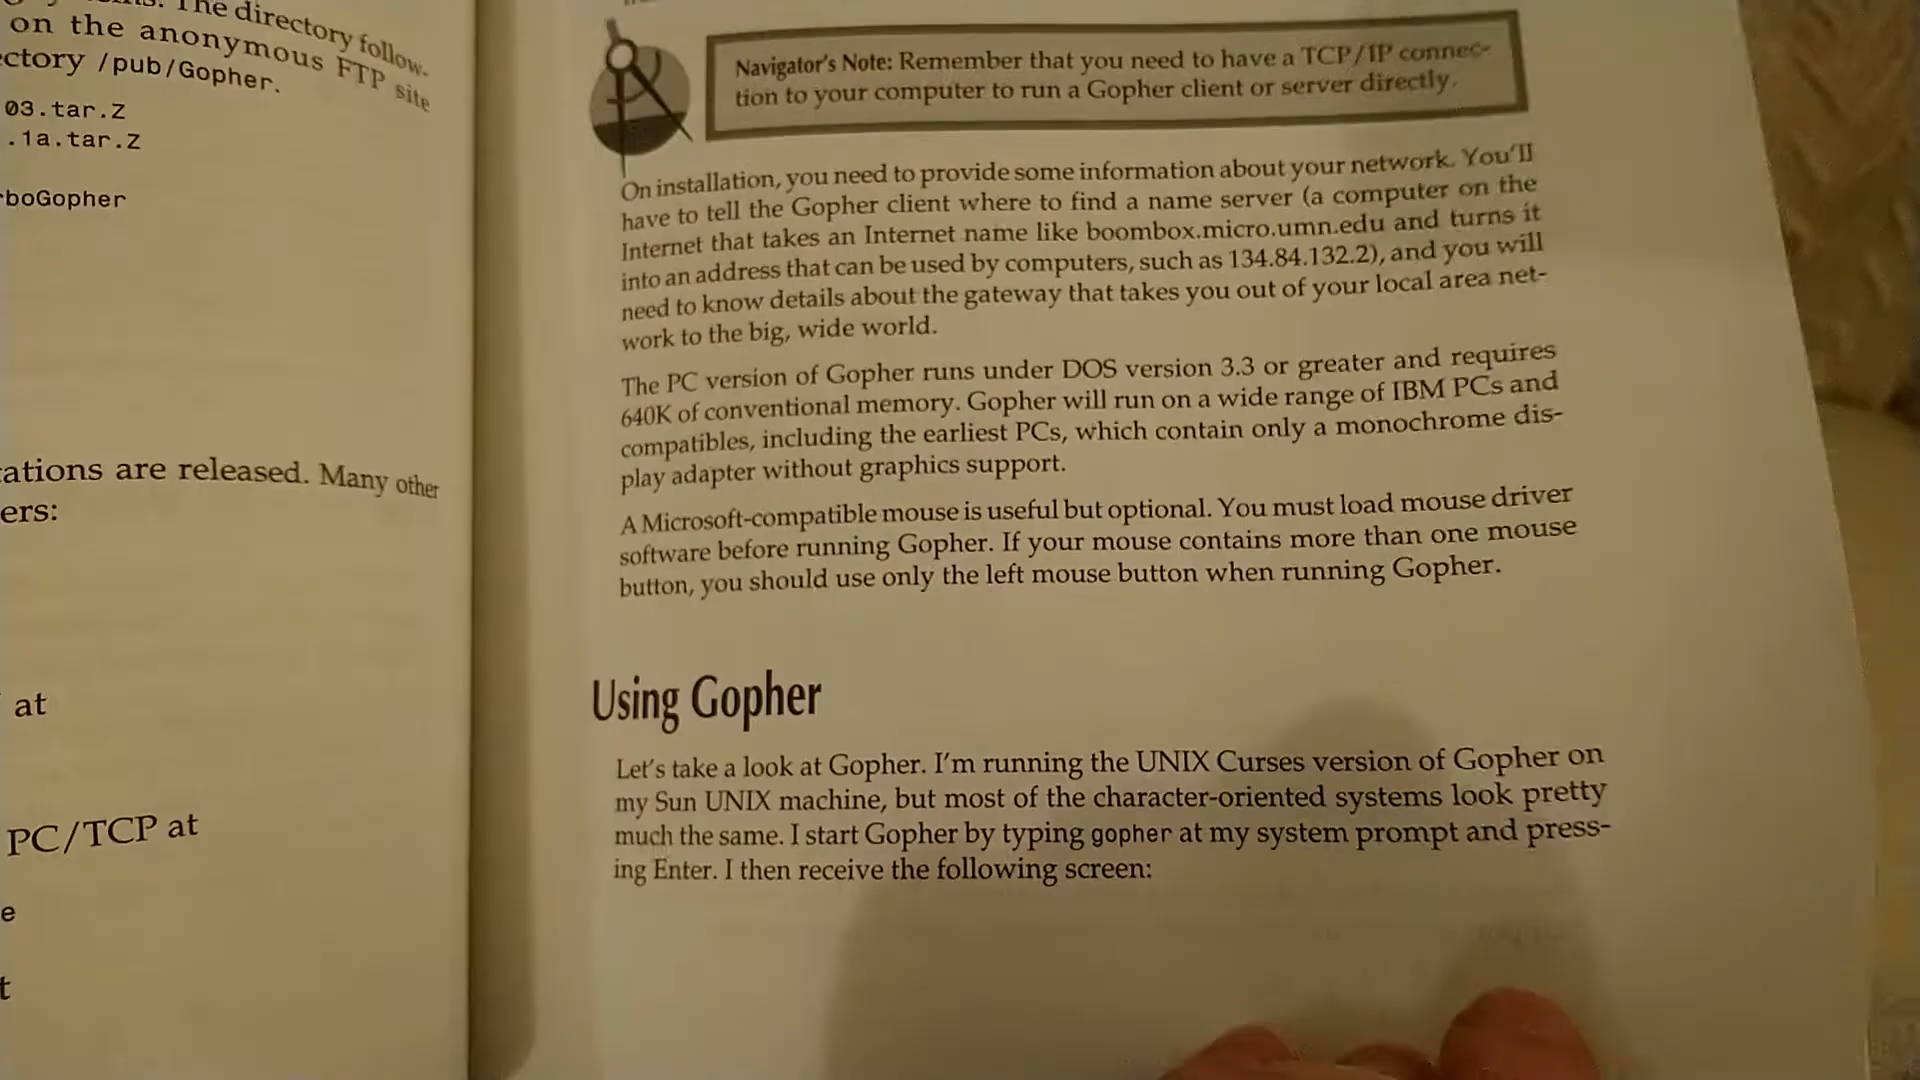 The directory follow-
on the anonymous FTP site
ctory /pub/Gopher.
03.tar.Z
.1a.tar.Z
boGopher
ations are released. Many other
ers:
at
PC/TCP at
e
t
Navigator's Note: Remember that you need to have a TCP/IP connec-
tion to your computer to run a Gopher client or server directly.
On installation, you need to provide some information about your network. You'll
have to tell the Gopher client where to find a name server (a computer on the
Internet that takes an Internet name like boombox.micro.umn.edu and turns it
into an address that can be used by computers, such as 134.84.132.2), and you will
need to know details about the gateway that takes you out of your local area net-
work to the big, wide world.
The PC version of Gopher runs under DOS version 3.3 or greater and requires
640K of conventional memory. Gopher will run on a wide range of IBM PCs and
compatibles, including the earliest PCs, which contain only a monochrome dis-
play adapter without graphics support.
A Microsoft-compatible mouse is useful but optional. You must load mouse driver
software before running Gopher. If your mouse contains more than one mouse
button, you should use only the left mouse button when running Gopher.
Using Gopher
Let's take a look at Gopher. I'm running the UNIX Curses version of Gopher on
my Sun UNIX machine, but most of the character-oriented systems look pretty
much the same. I start Gopher by typing gopher at my system prompt and press-
ing Enter. I then receive the following screen: